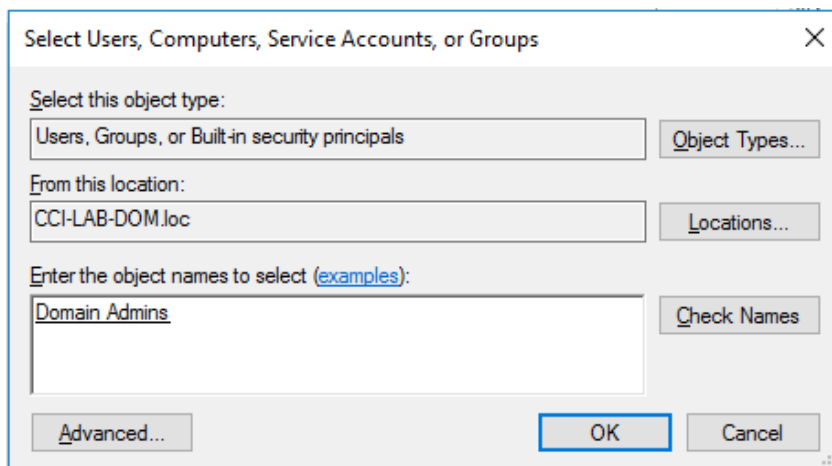 Select Users, Computers, Service Accounts, or Groups
Select this object type:
Users, Groups, or Built-in security principals
Object Types...
From this location:
CCI-LAB-DOM.loc
Locations...
Enter the object names to select (examples):
Domain Admins
Check Names
Advanced...
OK
Cancel